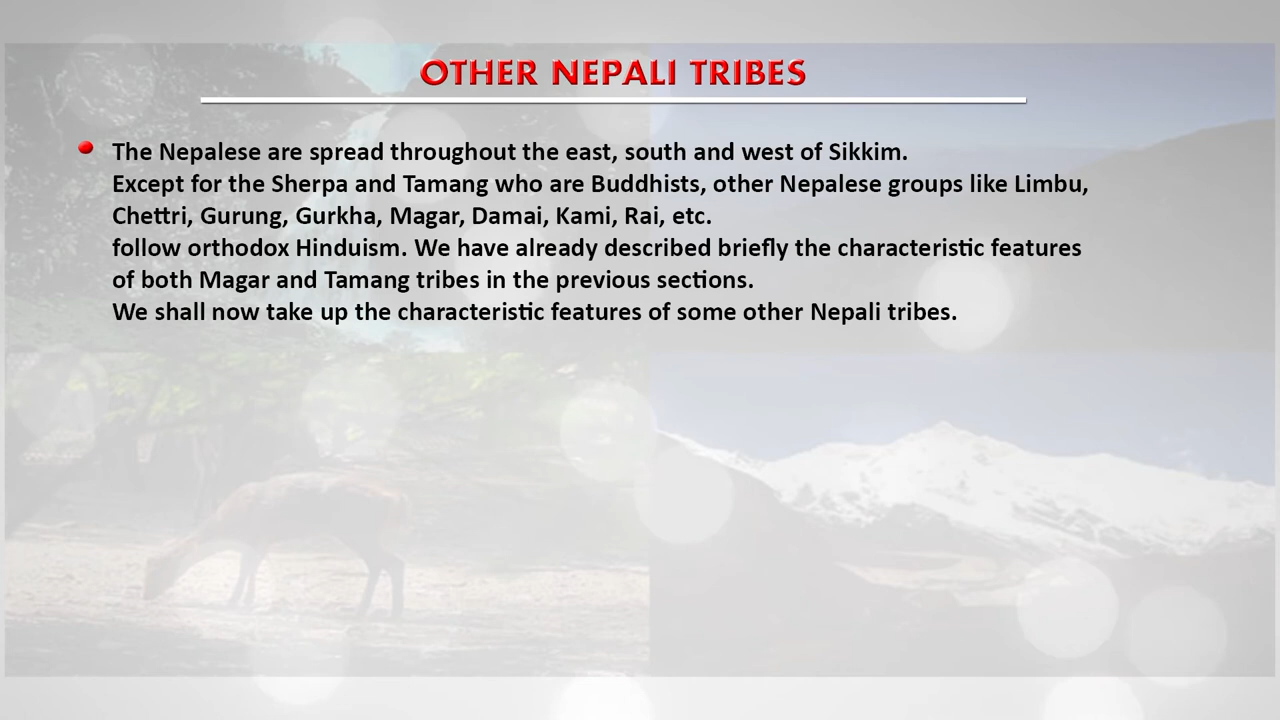 OTHER NEPALI TRIBES
The Nepalese are spread throughout the east, south and west of Sikkim.
Except for the Sherpa and Tamang who are Buddhists, other Nepalese groups like Limbu,
Chettri, Gurung, Gurkha, Magar, Damai, Kami, Rai, etc.
follow orthodox Hinduism. We have already described briefly the characteristic features
of both Magar and Tamang tribes in the previous sections.
We shall now take up the characteristic features of some other Nepali tribes.